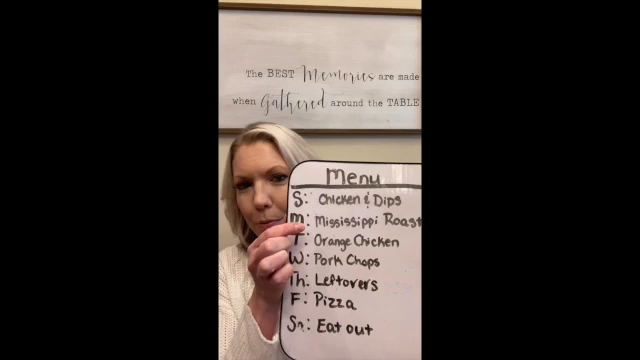 The BEST Memories are made
when Gathered around the TABLE
Menu
S: Chicken & Dips
M: Mississippi Roast
T: Orange Chicken
W: Pork Chops
Th: Leftovers
F: Pizza
Sa: Eat out